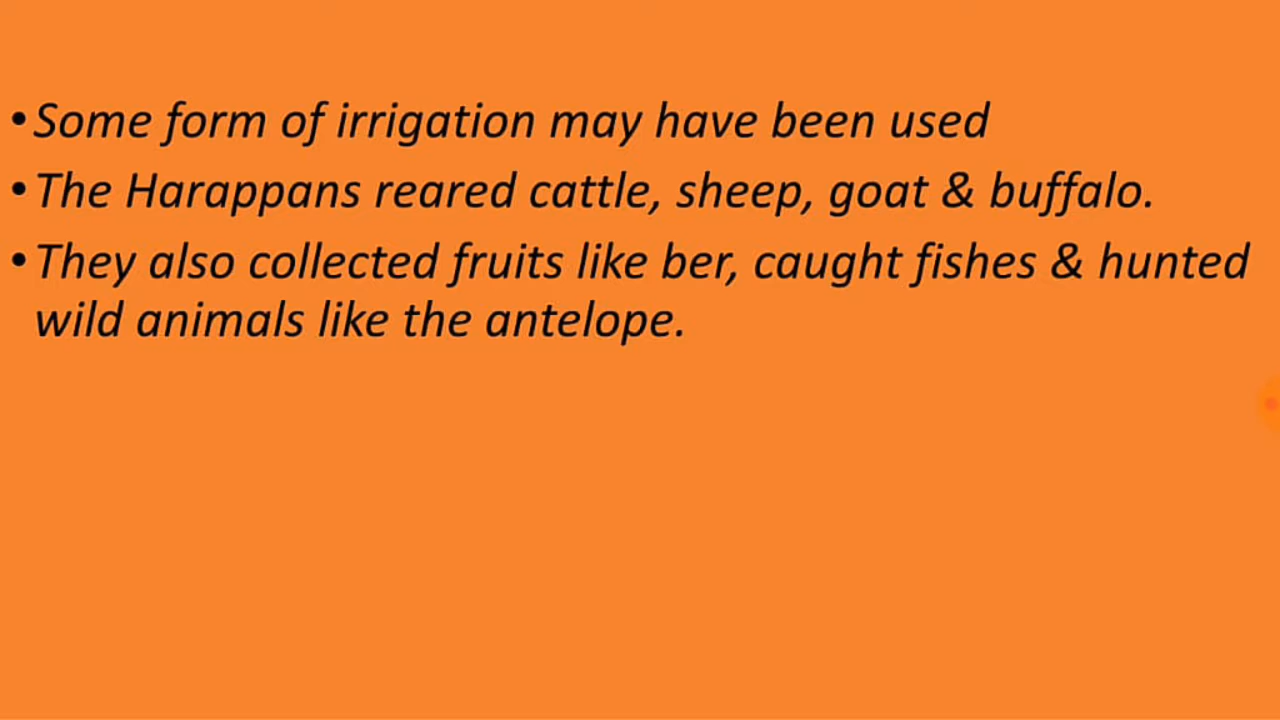 • Some form of irrigation may have been used
• The Harappans reared cattle, sheep, goat & buffalo.
• They also collected fruits like ber, caught fishes & hunted
wild animals like the antelope.